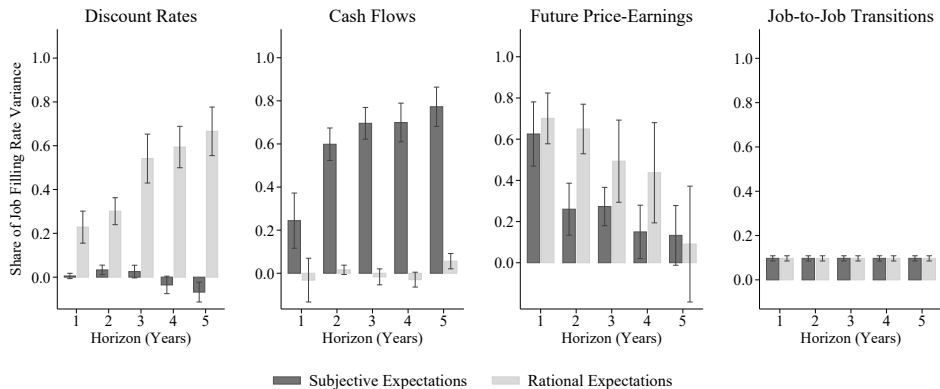 Discount Rates
Cash Flows
Future Price-Earnings
Job-to-Job Transitions
Share of Job Filling Rate Variance
1.0
0.8
0.6
0.4
0.2
0.0
1 2 3 4 5
Horizon (Years)
1.0
0.8
0.6
0.4
0.2
0.0
1 2 3 4 5
Horizon (Years)
1.0
0.8
0.6
0.4
0.2
0.0
1 2 3 4 5
Horizon (Years)
1.0
0.8
0.6
0.4
0.2
0.0
1 2 3 4 5
Horizon (Years)
Subjective Expectations
Rational Expectations